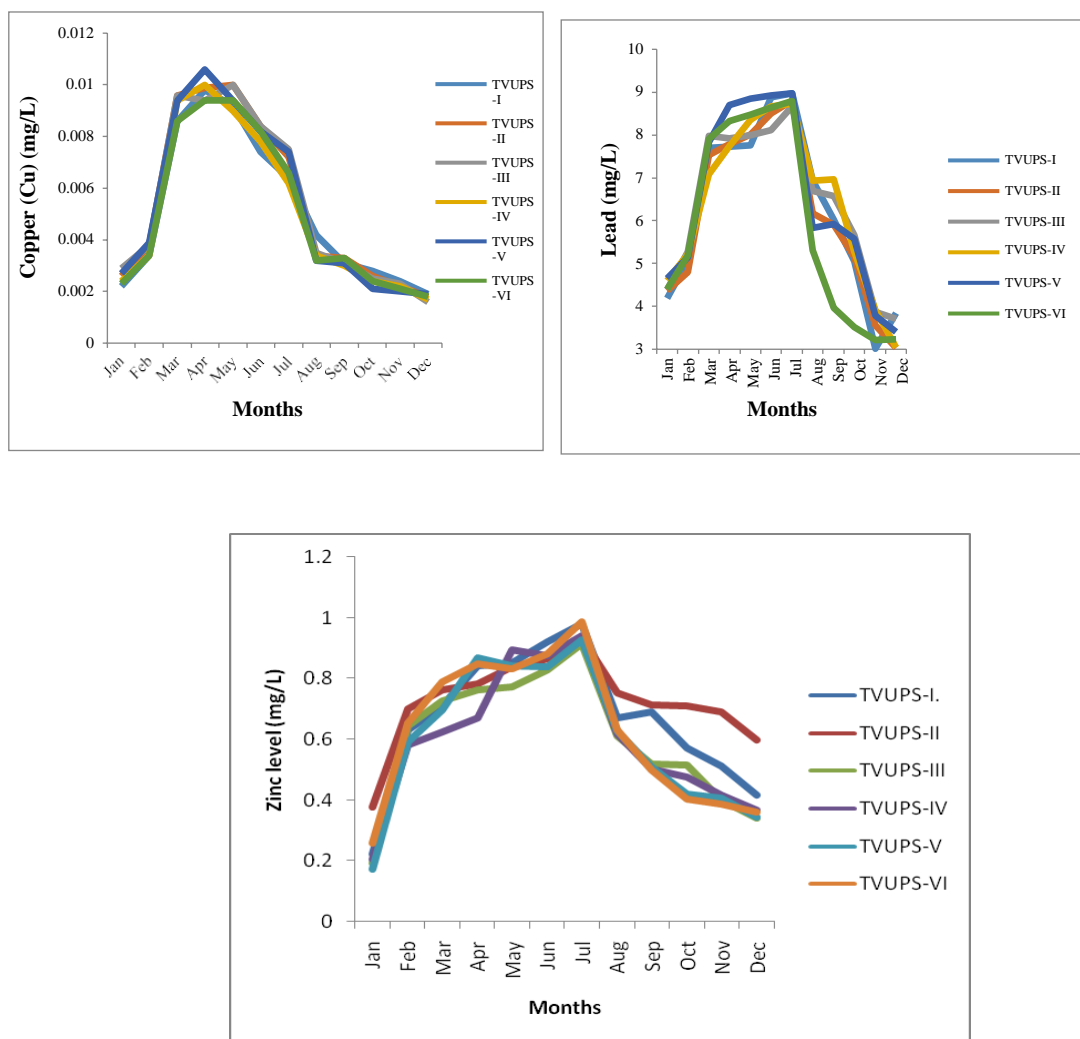 0.012
0.01
0.008
0.006
0.004
0.002
0
Copper (Cu) (mg/L)
Jan
Feb
Mar
Apr
May
Jun
Jul
Aug
Sep
Oct
Nov
Dec
Months
TVUPS
-I
TVUPS
-II
TVUPS
-III
TVUPS
-IV
TVUPS
-V
TVUPS
-VI
10
9
8
7
6
5
4
3
Lead (mg/L)
Jan
Feb
Mar
Apr
May
Jun
Jul
Aug
Sep
Oct
Nov
Dec
Months
TVUPS-I
TVUPS-II
TVUPS-III
TVUPS-IV
TVUPS-V
TVUPS-VI
1.2
1
0.8
0.6
0.4
0.2
0
Zinc level (mg/L)
Jan
Feb
Mar
Apr
May
Jun
Jul
Aug
Sep
Oct
Nov
Dec
Months
TVUPS-I.
TVUPS-II
TVUPS-III
TVUPS-IV
TVUPS-V
TVUPS-VI